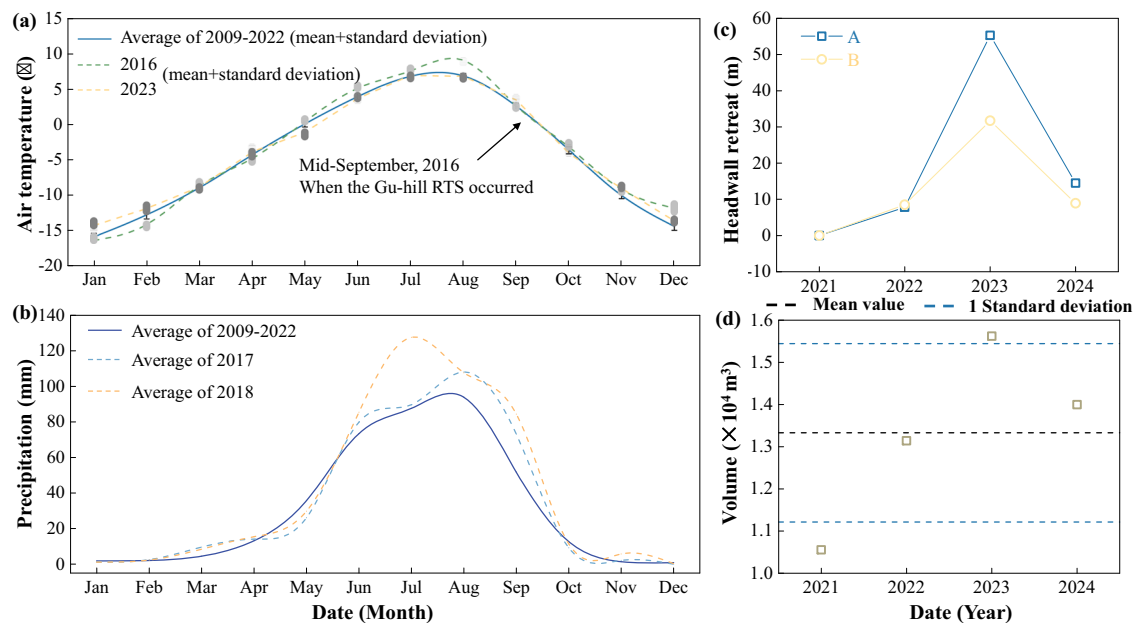 (a)
Air temperature (☒)
15
10
5
0
-5
-10
-15
-20
Average of 2009-2022 (mean+standard deviation)
2016
(mean+standard deviation)
2023
Mid-September, 2016
When the Gu-hill RTS occurred
Jan Feb Mar Apr May Jun Jul Aug Sep Oct Nov Dec
(b)
Precipitation (mm)
140
120
100
80
60
40
20
0
Average of 2009-2022
Average of 2017
Average of 2018
Jan Feb Mar Apr May Jun Jul Aug Sep Oct Nov Dec
Date (Month)
(c)
Headwall retreat (m)
60
50
40
30
20
10
0
-10
A
B
2021 2022 2023 2024
Mean value 1 Standard deviation
(d)
Volume (×10⁴ m³)
1.6
1.5
1.4
1.3
1.2
1.1
1.0
2021 2022 2023 2024
Date (Year)